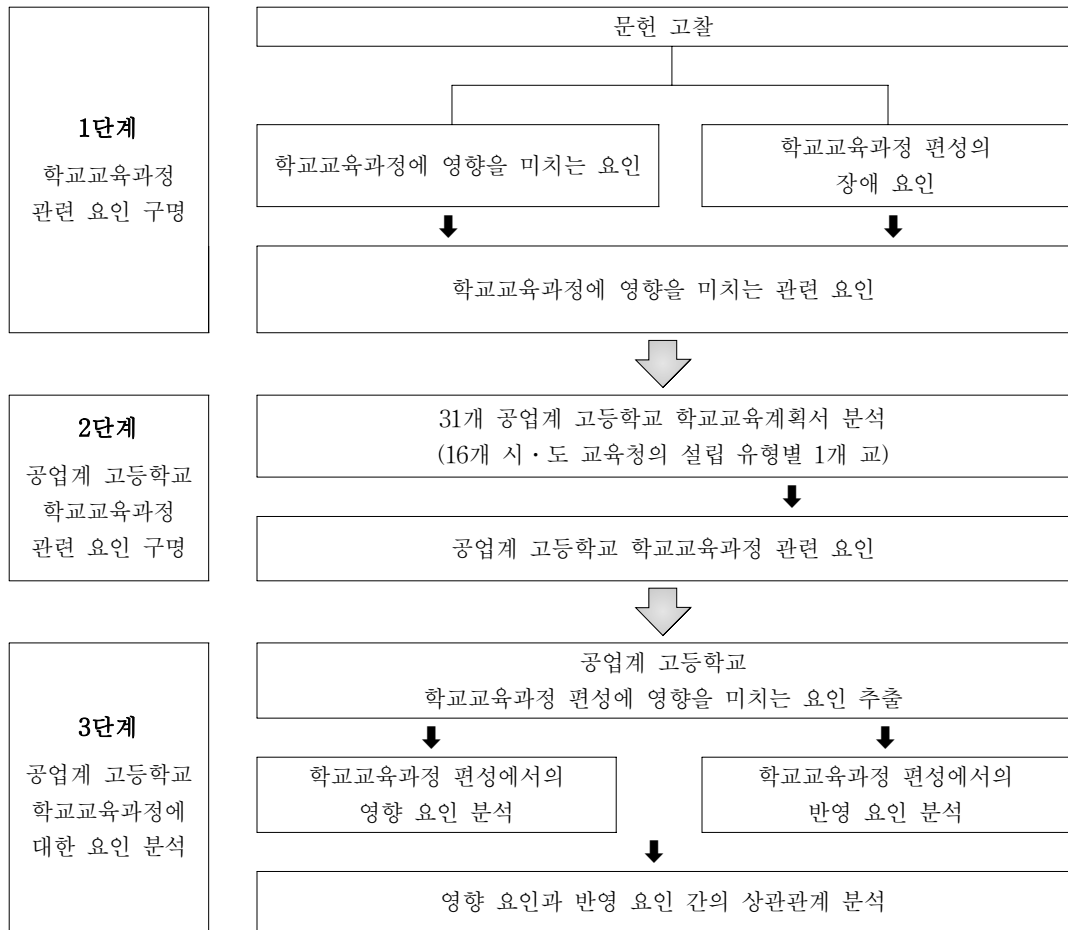 문헌 고찰
1단계
학교교육과정
관련 요인 구명
학교교육과정에 영향을 미치는 요인
학교교육과정 편성의
장애 요인
학교교육과정에 영향을 미치는 관련 요인
2단계
공업계 고등학교
학교교육과정
관련 요인 구명
31개 공업계 고등학교 학교교육계획서 분석
(16개 시·도 교육청의 설립 유형별 1개 교)
공업계 고등학교 학교교육과정 관련 요인
3단계
공업계 고등학교
학교교육과정에
대한 요인 분석
공업계 고등학교
학교교육과정 편성에 영향을 미치는 요인 추출
학교교육과정 편성에서의
영향 요인 분석
학교교육과정 편성에서의
반영 요인 분석
영향 요인과 반영 요인 간의 상관관계 분석